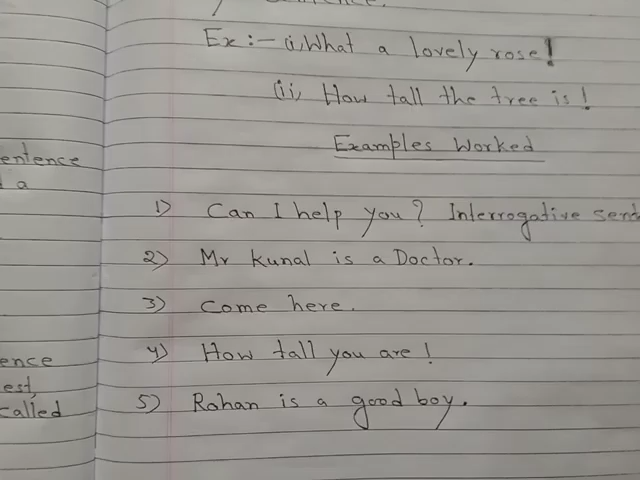 Ex :- (i, What a lovely rose!
(ii, How tall the tree is!
Examples Worked
entence
a
1) Can I help you? Interrogative sent
2) Mr Kunal is a Doctor.
3) Come here.
4) How tall you are!
ence
est,
called
5) Rohan is a good boy.